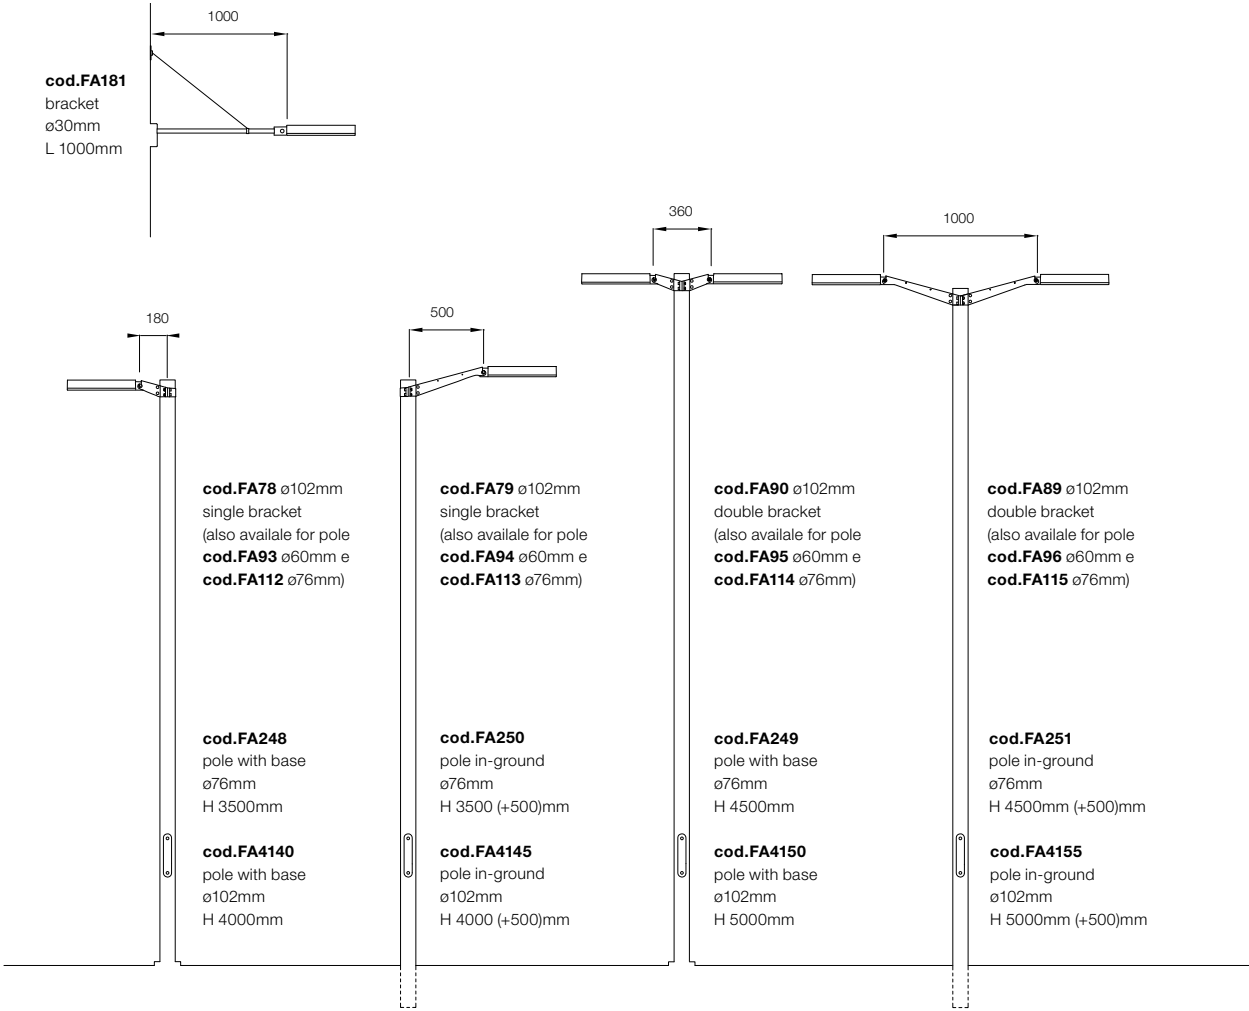 1000
cod.FA181
bracket
ø30mm
L 1000mm
360
1000
180
500
cod.FA78 ø102mm
single bracket
(also availale for pole
cod.FA93 ø60mm e
cod.FA112 ø76mm)
cod.FA79 ø102mm
single bracket
(also availale for pole
cod.FA94 ø60mm e
cod.FA113 ø76mm)
cod.FA90 ø102mm
double bracket
(also availale for pole
cod.FA95 ø60mm e
cod.FA114 ø76mm)
cod.FA89 ø102mm
double bracket
(also availale for pole
cod.FA96 ø60mm e
cod.FA115 ø76mm)
cod.FA248
pole with base
ø76mm
H 3500mm
cod.FA250
pole in-ground
ø76mm
H 3500 (+500)mm
cod.FA249
pole with base
ø76mm
H 4500mm
cod.FA251
pole in-ground
ø76mm
H 4500mm (+500)mm
cod.FA4140
pole with base
ø102mm
H 4000mm
cod.FA4145
pole in-ground
ø102mm
H 4000 (+500)mm
cod.FA4150
pole with base
ø102mm
H 5000mm
cod.FA4155
pole in-ground
ø102mm
H 5000mm (+500)mm